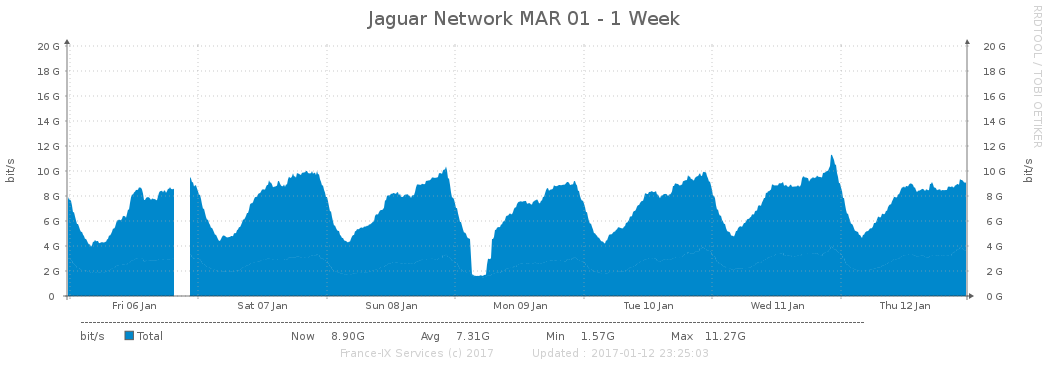 Jaguar Network MAR 01 - 1 Week
RRDTOOL / TOBI OETIKER
20 G 20 G
18 G 18 G
16 G 16 G
14 G 14 G
12 G 12 G
10 G 10 G
8 G 8 G
6 G 6 G
4 G 4 G
2 G 2 G
0 0 G
bit/s
bit/s
Fri 06 Jan Sat 07 Jan Sun 08 Jan Mon 09 Jan Tue 10 Jan Wed 11 Jan Thu 12 Jan
bit/s Total Now 8.90G Avg 7.31G Min 1.57G Max 11.27G
France-IX Services (c) 2017 Updated : 2017-01-12 23:25:03